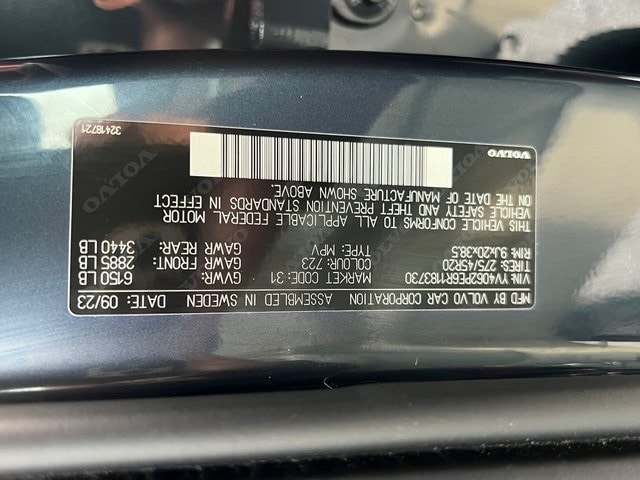 MFD BY VOLVO CAR CORPORATION ASSEMBLED IN SWEDEN DATE: 09/23
VIN: YV4062PE6R1183730 MARKET CODE: 31 GVWR: 6150 LB
TIRES: 275/45R20 COLOUR: 723 GAWR FRONT: 2885 LB
RIM: 9Jx20x38.5 TYPE: MPV GAWR REAR: 3440 LB
THIS VEHICLE CONFORMS TO ALL APPLICABLE FEDERAL MOTOR
VEHICLE SAFETY AND THEFT PREVENTION STANDARDS IN EFFECT
ON THE DATE OF MANUFACTURE SHOWN ABOVE.
VOLVO 32418721